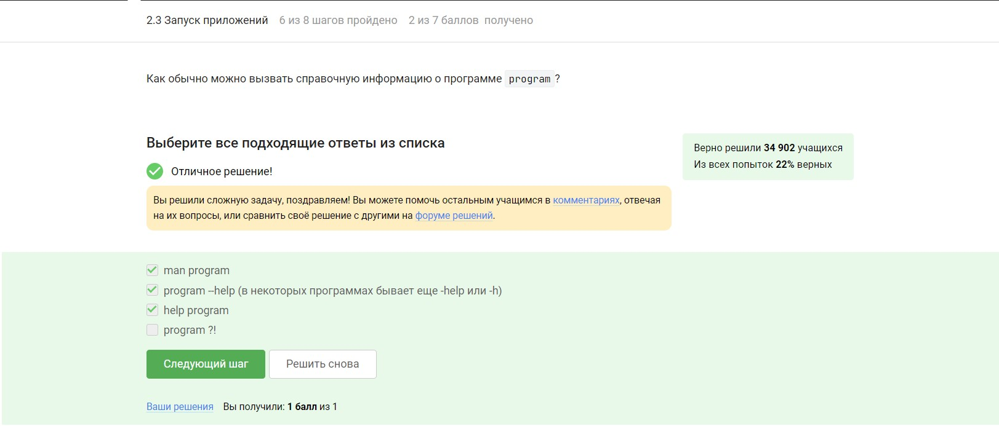 2.3 Запуск приложений 6 из 8 шагов пройдено 2 из 7 баллов получено
Как обычно можно вызвать справочную информацию о программе program?
Выберите все подходящие ответы из списка
Отличное решение!
Вы решили сложную задачу, поздравляем! Вы можете помочь остальным учащимся в комментариях, отвечая
на их вопросы, или сравнить своё решение с другими на форуме решений.
Верно решили 34 902 учащихся
Из всех попыток 22% верных
man program
program --help (в некоторых программах бывает еще -help или -h)
help program
program ?!
Следующий шаг Решить снова
Ваши решения Вы получили: 1 балл из 1